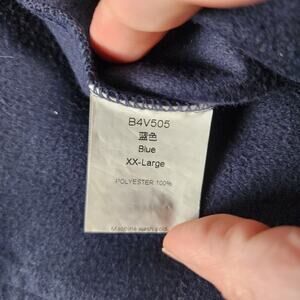 B4V505
蓝色
Blue
XX-Large
POLYESTER 100%
Machine wash cold